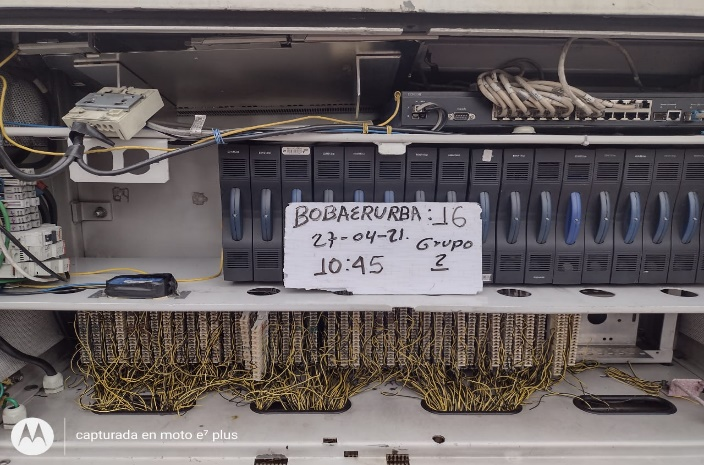 BOBAERURBA: 16
27-04-21.
Grupo
10:45
2
capturada en moto e⁷ plus